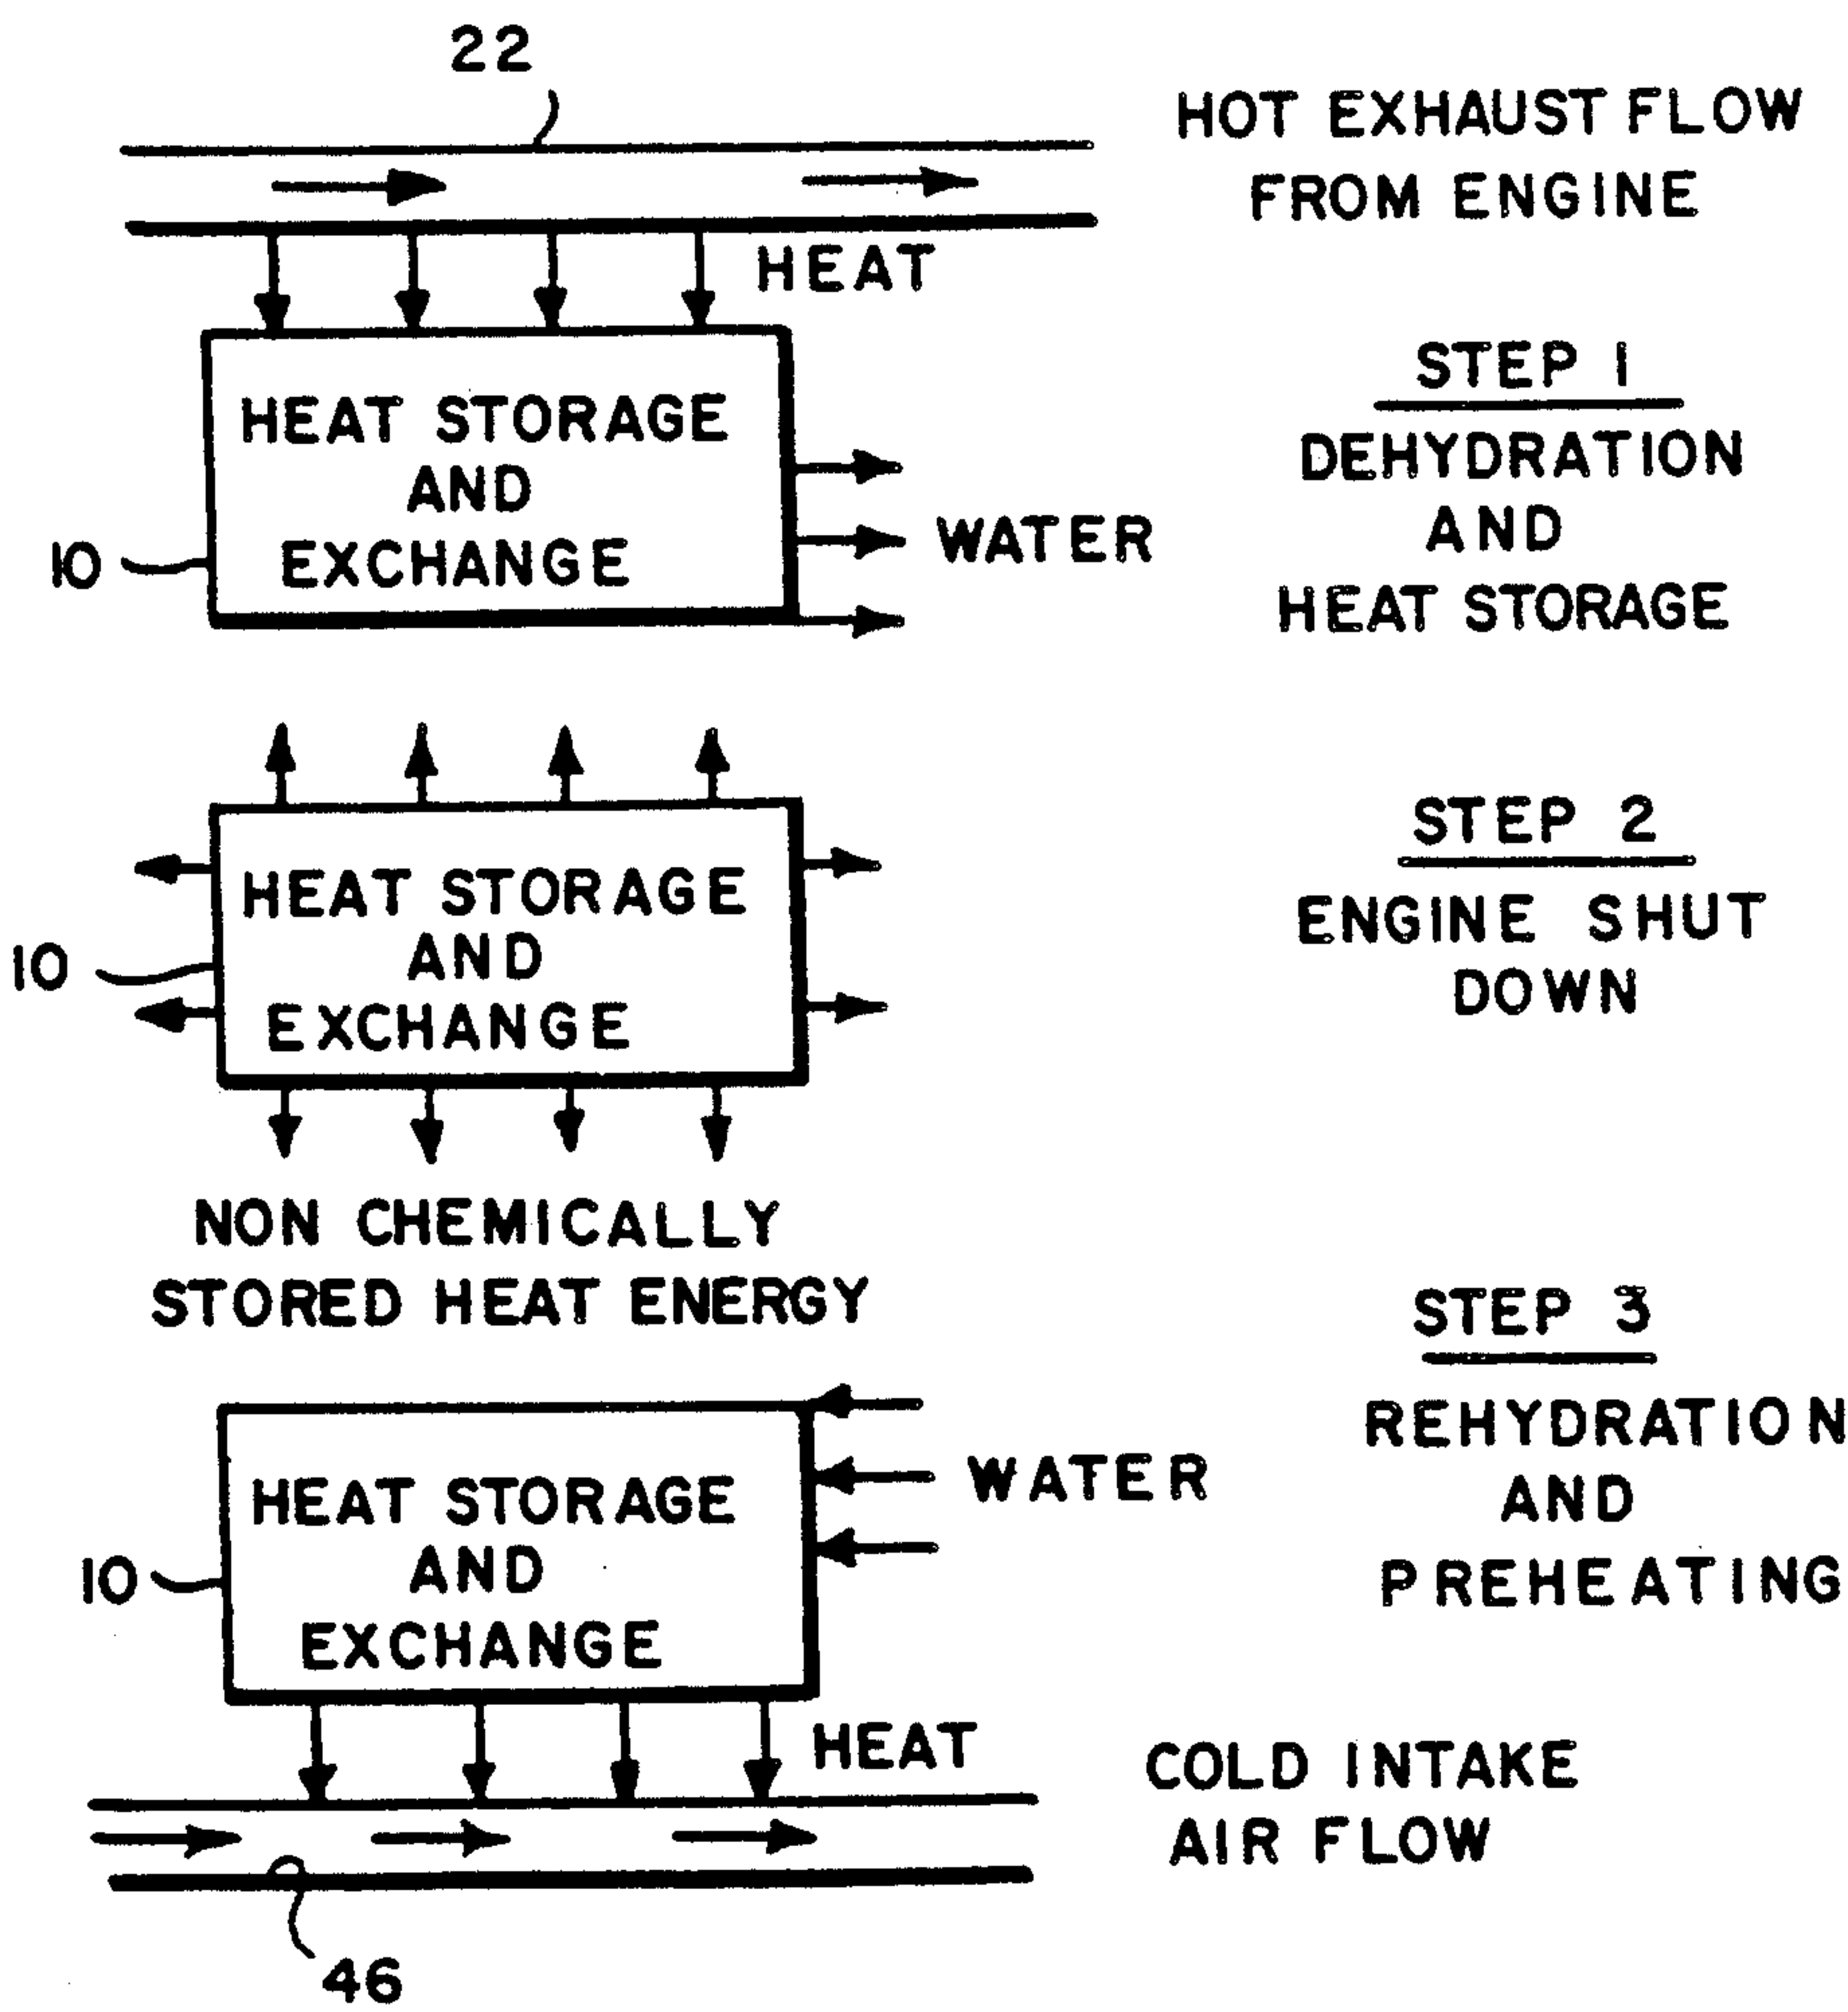 22
HOT EXHAUST FLOW
FROM ENGINE
HEAT
STEP 1
DEHYDRATION
AND
HEAT STORAGE
HEAT STORAGE
AND
EXCHANGE
10
WATER
STEP 2
ENGINE SHUT
DOWN
HEAT STORAGE
AND
EXCHANGE
10
NON CHEMICALLY
STORED HEAT ENERGY
STEP 3
REHYDRATION
AND
PREHEATING
HEAT STORAGE
AND
EXCHANGE
10
WATER
HEAT
COLD INTAKE
AIR FLOW
46